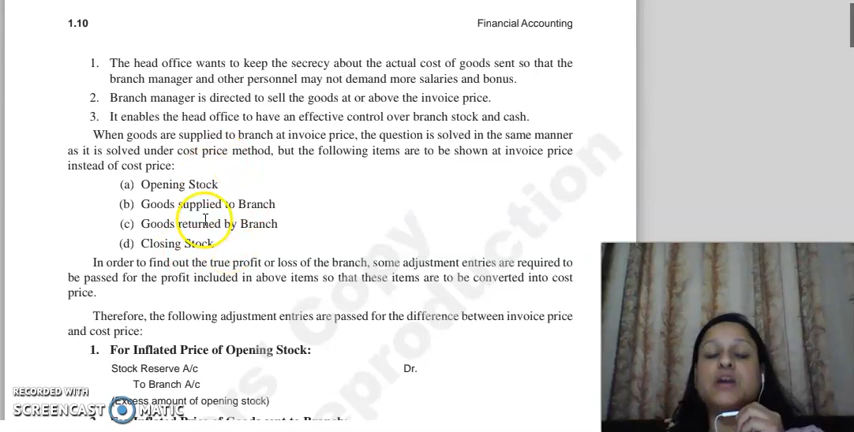 1.10
Financial Accounting
1. The head office wants to keep the secrecy about the actual cost of goods sent so that the
branch manager and other personnel may not demand more salaries and bonus.
2. Branch manager is directed to sell the goods at or above the invoice price.
3. It enables the head office to have an effective control over branch stock and cash.
When goods are supplied to branch at invoice price, the question is solved in the same manner
as it is solved under cost price method, but the following items are to be shown at invoice price
instead of cost price:
(a) Opening Stock
(b) Goods supplied to Branch
(c) Goods returned by Branch
(d) Closing Stock
In order to find out the true profit or loss of the branch, some adjustment entries are required to
be passed for the profit included in above items so that these items are to be converted into cost
price.
Therefore, the following adjustment entries are passed for the difference between invoice price
and cost price:
1. For Inflated Price of Opening Stock:
Stock Reserve A/c Dr.
To Branch A/c
(Excess amount of opening stock)
RECORDED WITH
SCREENCAST MATIC
Copy
eproduction